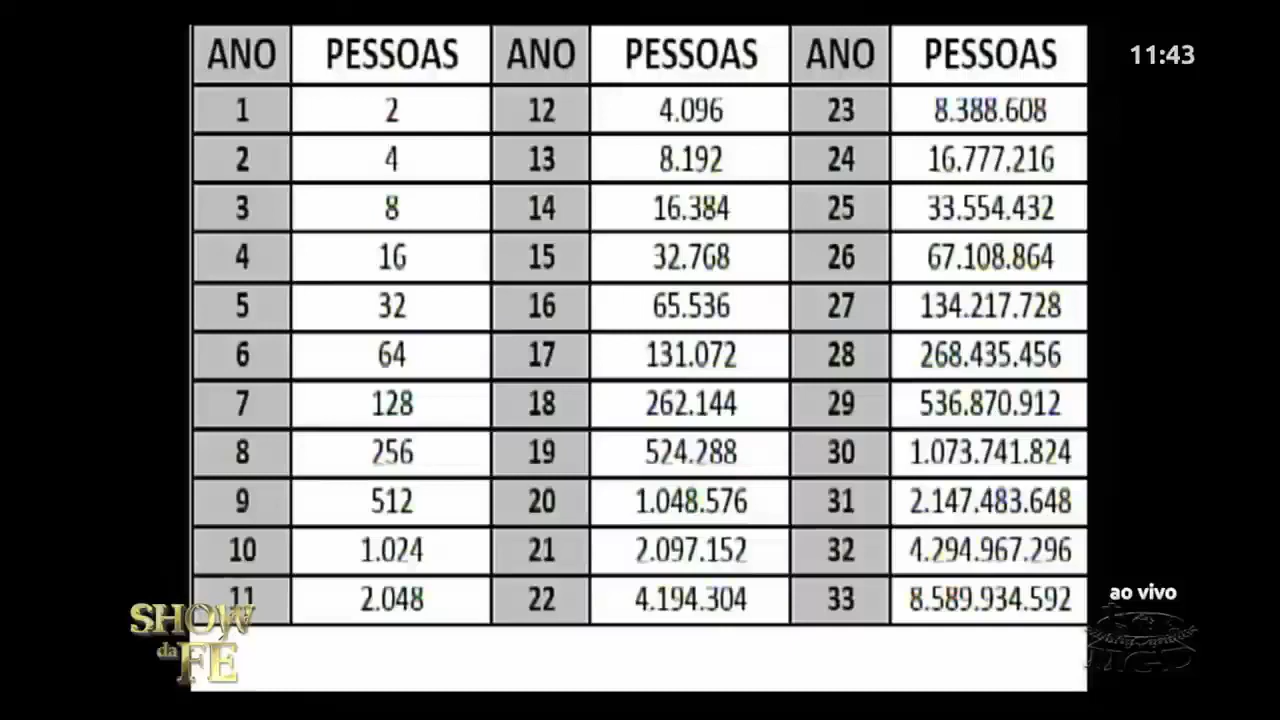 ANO PESSOAS ANO PESSOAS ANO PESSOAS
11:43
1 2 12 4.096 23 8.388.608
2 4 13 8.192 24 16.777.216
3 8 14 16.384 25 33.554.432
4 16 15 32.768 26 67.108.864
5 32 16 65.536 27 134.217.728
6 64 17 131.072 28 268.435.456
7 128 18 262.144 29 536.870.912
8 256 19 524.288 30 1.073.741.824
9 512 20 1.048.576 31 2.147.483.648
10 1.024 21 2.097.152 32 4.294.967.296
11 2.048 22 4.194.304 33 8.589.934.592
ao vivo
SHOW
da FÉ